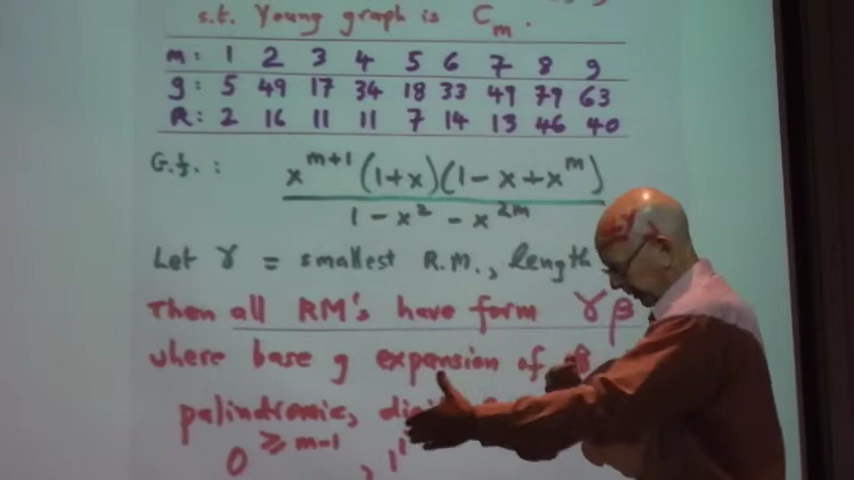 s.t. Young graph is C_m.
m: 1 2 3 4 5 6 7 8 9
g: 5 49 17 34 18 33 49 79 63
R: 2 16 11 11 7 14 13 46 40
G.f.: x^{m+1} (1+x)(1-x+x^m)
1-x^2-x^{2m}
Let γ = smallest R.M., length
Then all RM's have form γβ
where base g expansion of β
palindromic,
0^{≥m-1}, 1